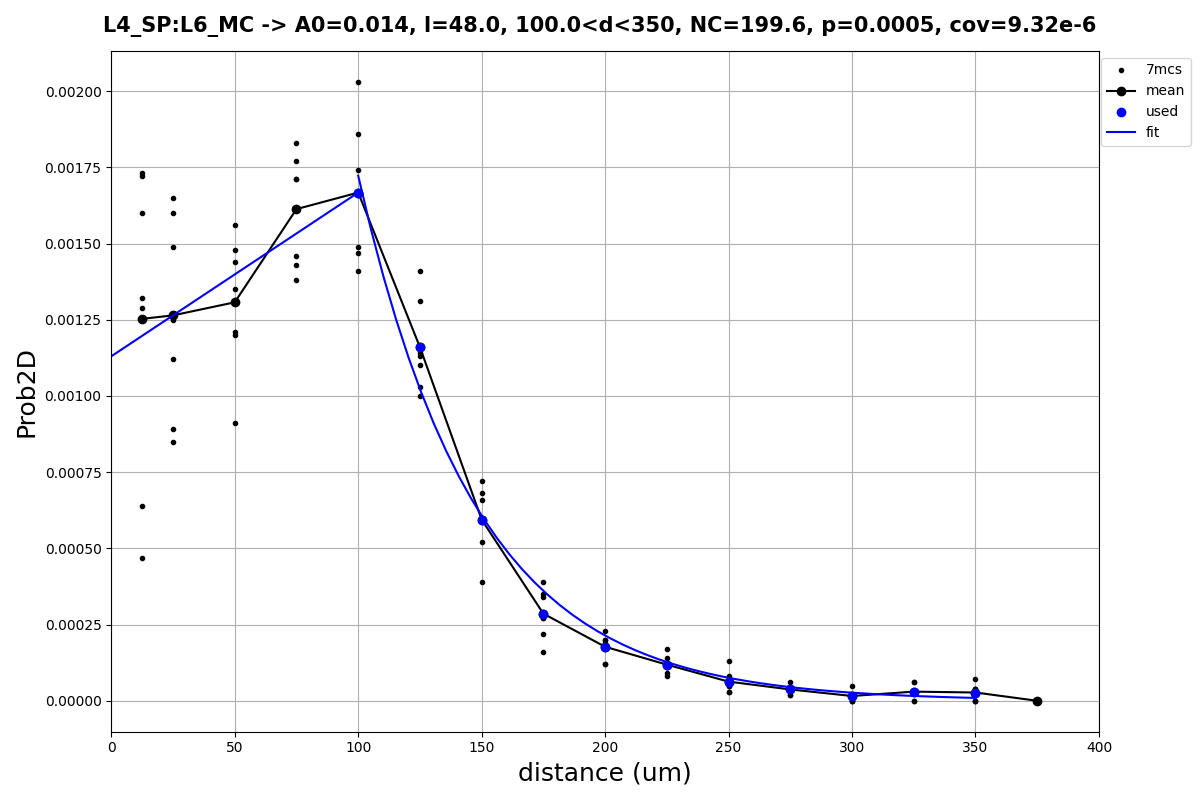 L4_SP:L6_MC -> A0=0.014, l=48.0, 100.0<d<350, NC=199.6, p=0.0005, cov=9.32e-6
7mcs
mean
used
fit
0.00200
0.00175
0.00150
0.00125
0.00100
0.00075
0.00050
0.00025
0.00000
Prob2D
0 50 100 150 200 250 300 350 400
distance (um)